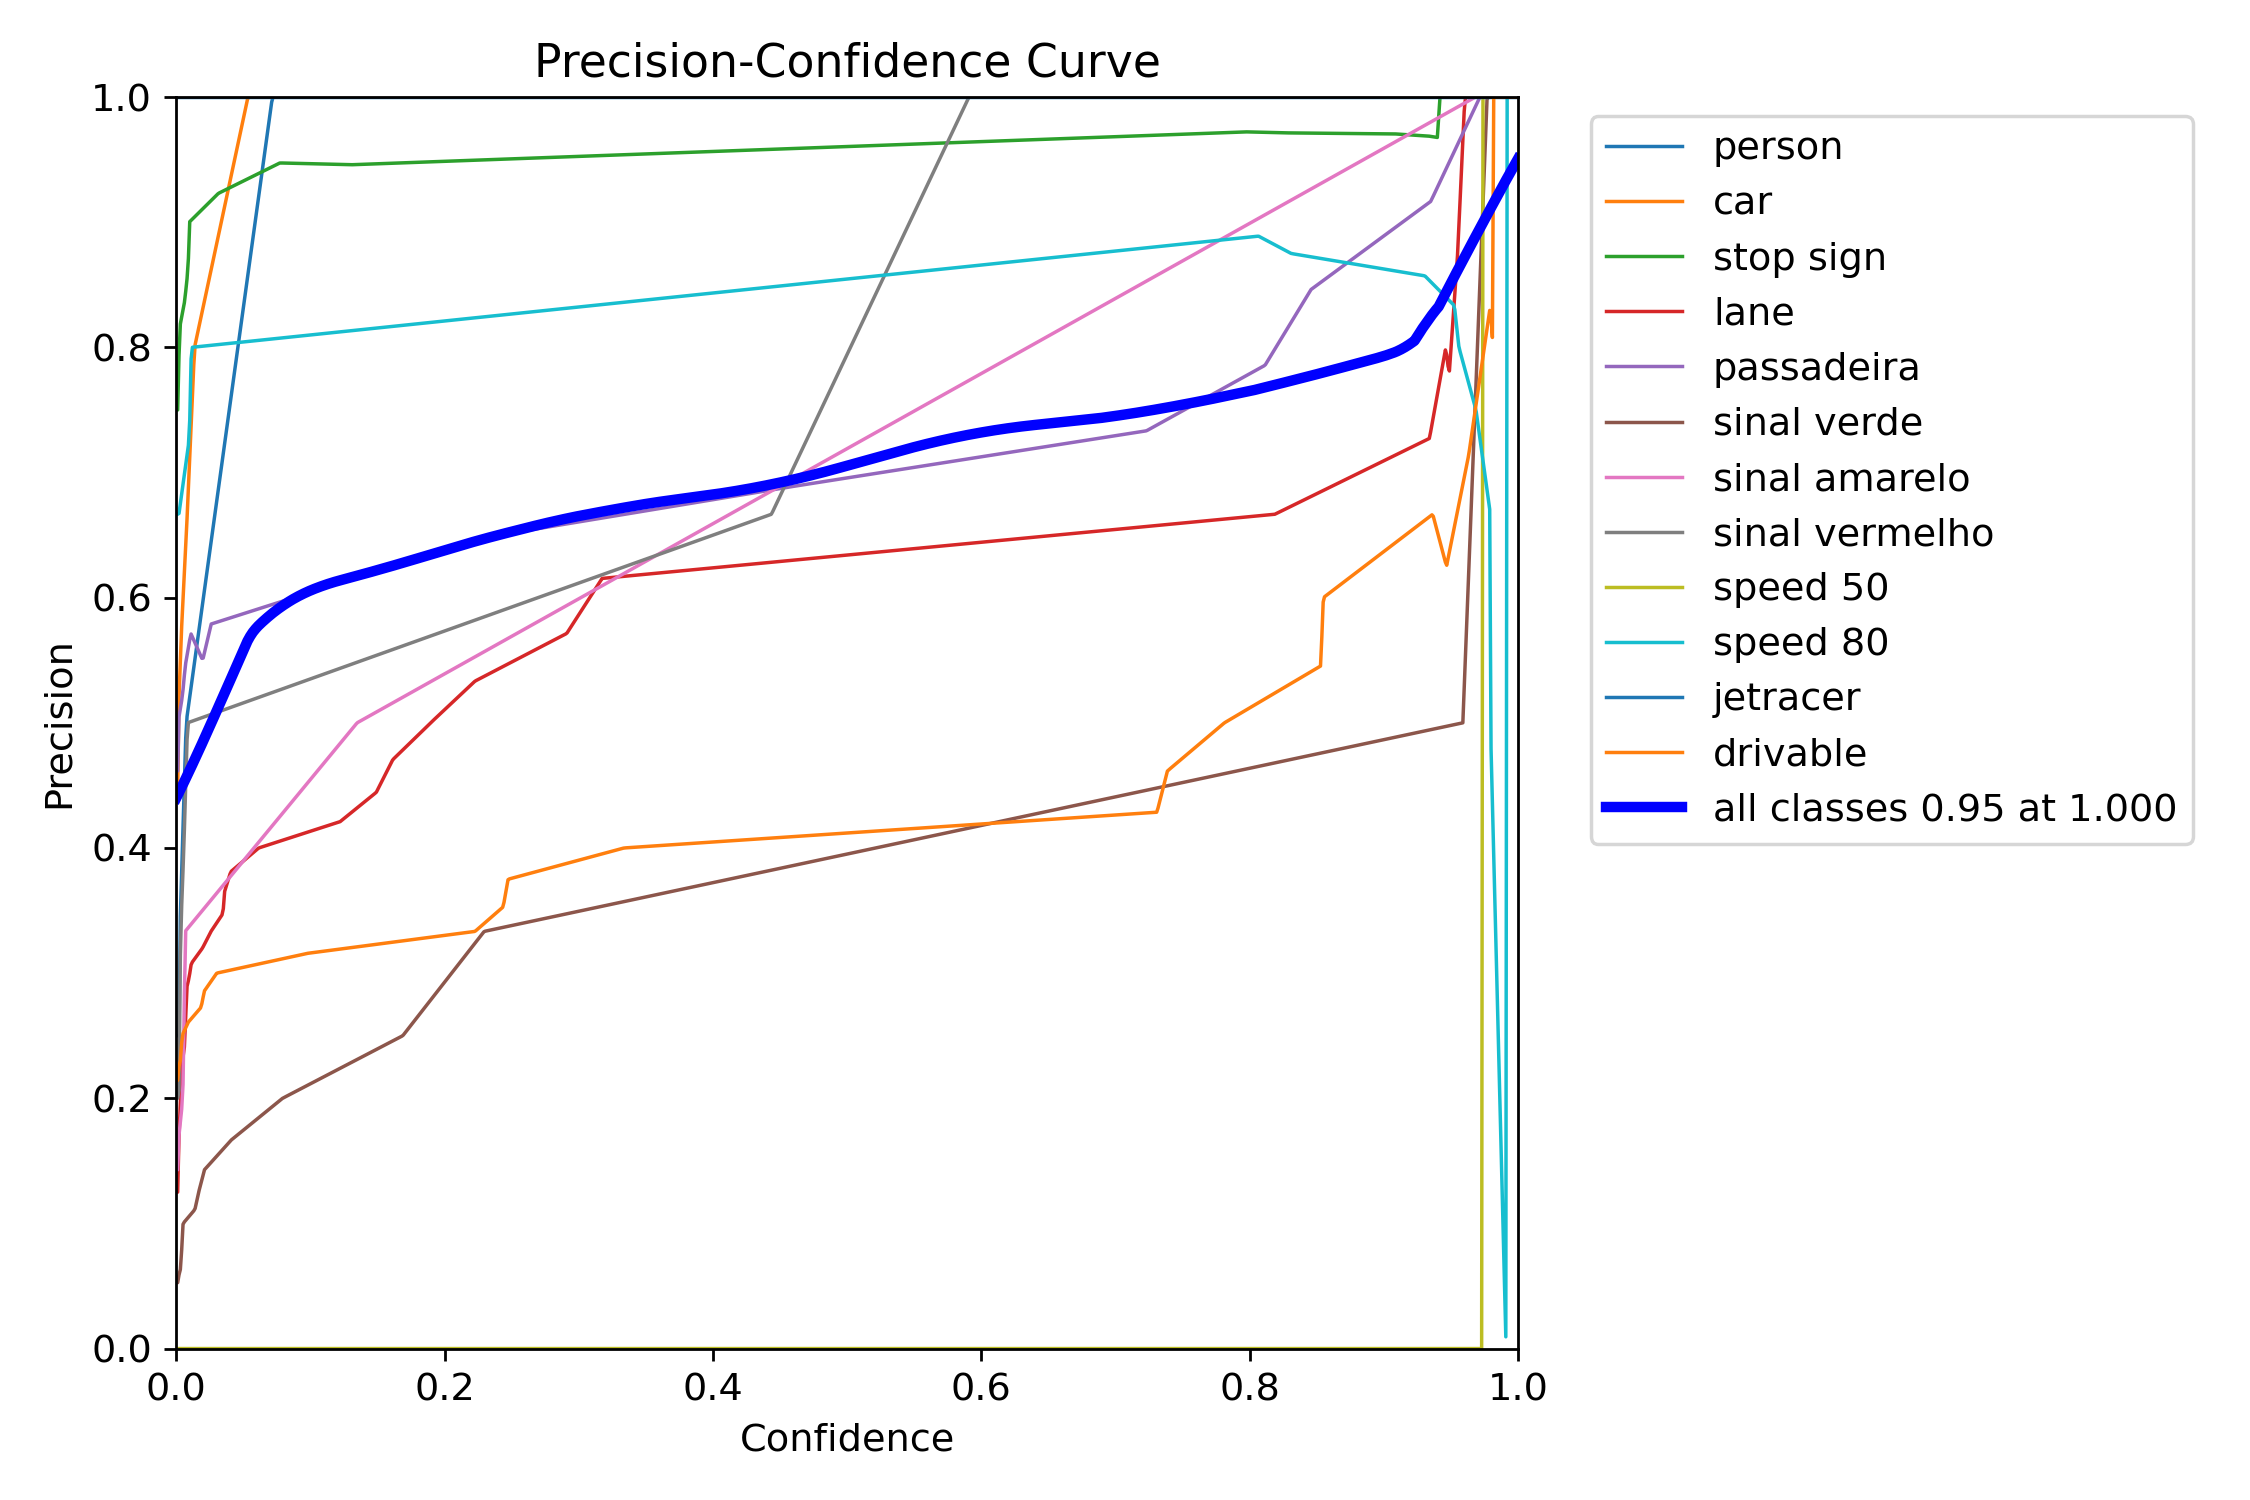 Precision-Confidence Curve
1.0
0.8
0.6
0.4
0.2
0.0
Precision
0.0 0.2 0.4 0.6 0.8 1.0
Confidence
person
car
stop sign
lane
passadeira
sinal verde
sinal amarelo
sinal vermelho
speed 50
speed 80
jetracer
drivable
all classes 0.95 at 1.000